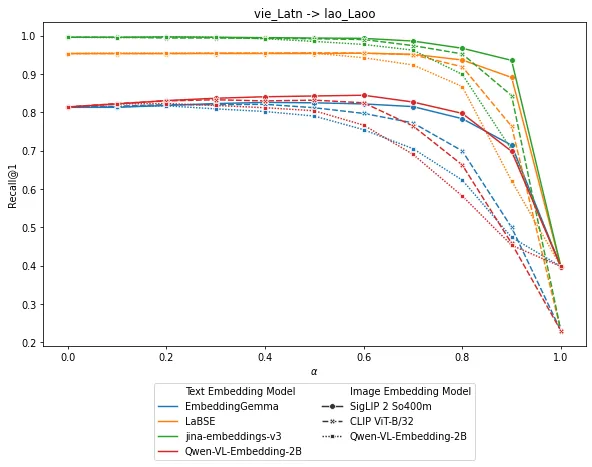 vie_Latn -> lao_Laoo
1.0
0.9
0.8
0.7
0.6
0.5
0.4
0.3
0.2
Recall@1
0.0 0.2 0.4 0.6 0.8 1.0
α
Text Embedding Model Image Embedding Model
EmbeddingGemma SigLIP 2 So400m
LaBSE CLIP ViT-B/32
jina-embeddings-v3 Qwen-VL-Embedding-2B
Qwen-VL-Embedding-2B